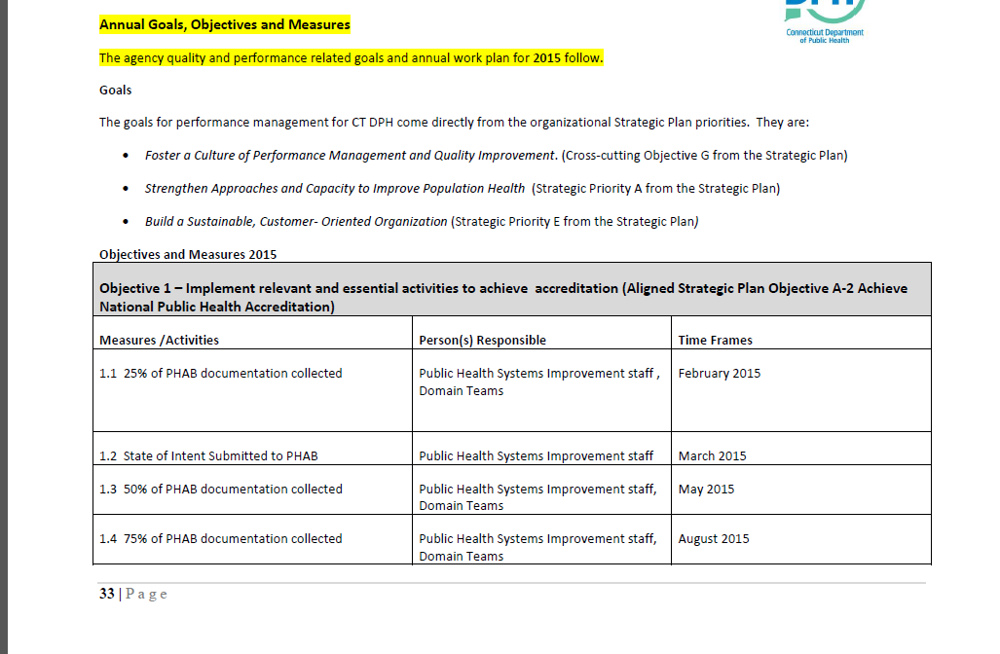 DPH
Connecticut Department
of Public Health
Annual Goals, Objectives and Measures
The agency quality and performance related goals and annual work plan for 2015 follow.
Goals
The goals for performance management for CT DPH come directly from the organizational Strategic Plan priorities. They are:
• Foster a Culture of Performance Management and Quality Improvement. (Cross-cutting Objective G from the Strategic Plan)
• Strengthen Approaches and Capacity to Improve Population Health (Strategic Priority A from the Strategic Plan)
• Build a Sustainable, Customer- Oriented Organization (Strategic Priority E from the Strategic Plan)
Objectives and Measures 2015
Objective 1 – Implement relevant and essential activities to achieve accreditation (Aligned Strategic Plan Objective A-2 Achieve
National Public Health Accreditation)
Measures /Activities Person(s) Responsible Time Frames
1.1 25% of PHAB documentation collected Public Health Systems Improvement staff , February 2015
Domain Teams
1.2 State of Intent Submitted to PHAB Public Health Systems Improvement staff March 2015
1.3 50% of PHAB documentation collected Public Health Systems Improvement staff, May 2015
Domain Teams
1.4 75% of PHAB documentation collected Public Health Systems Improvement staff, August 2015
Domain Teams
33 | Page